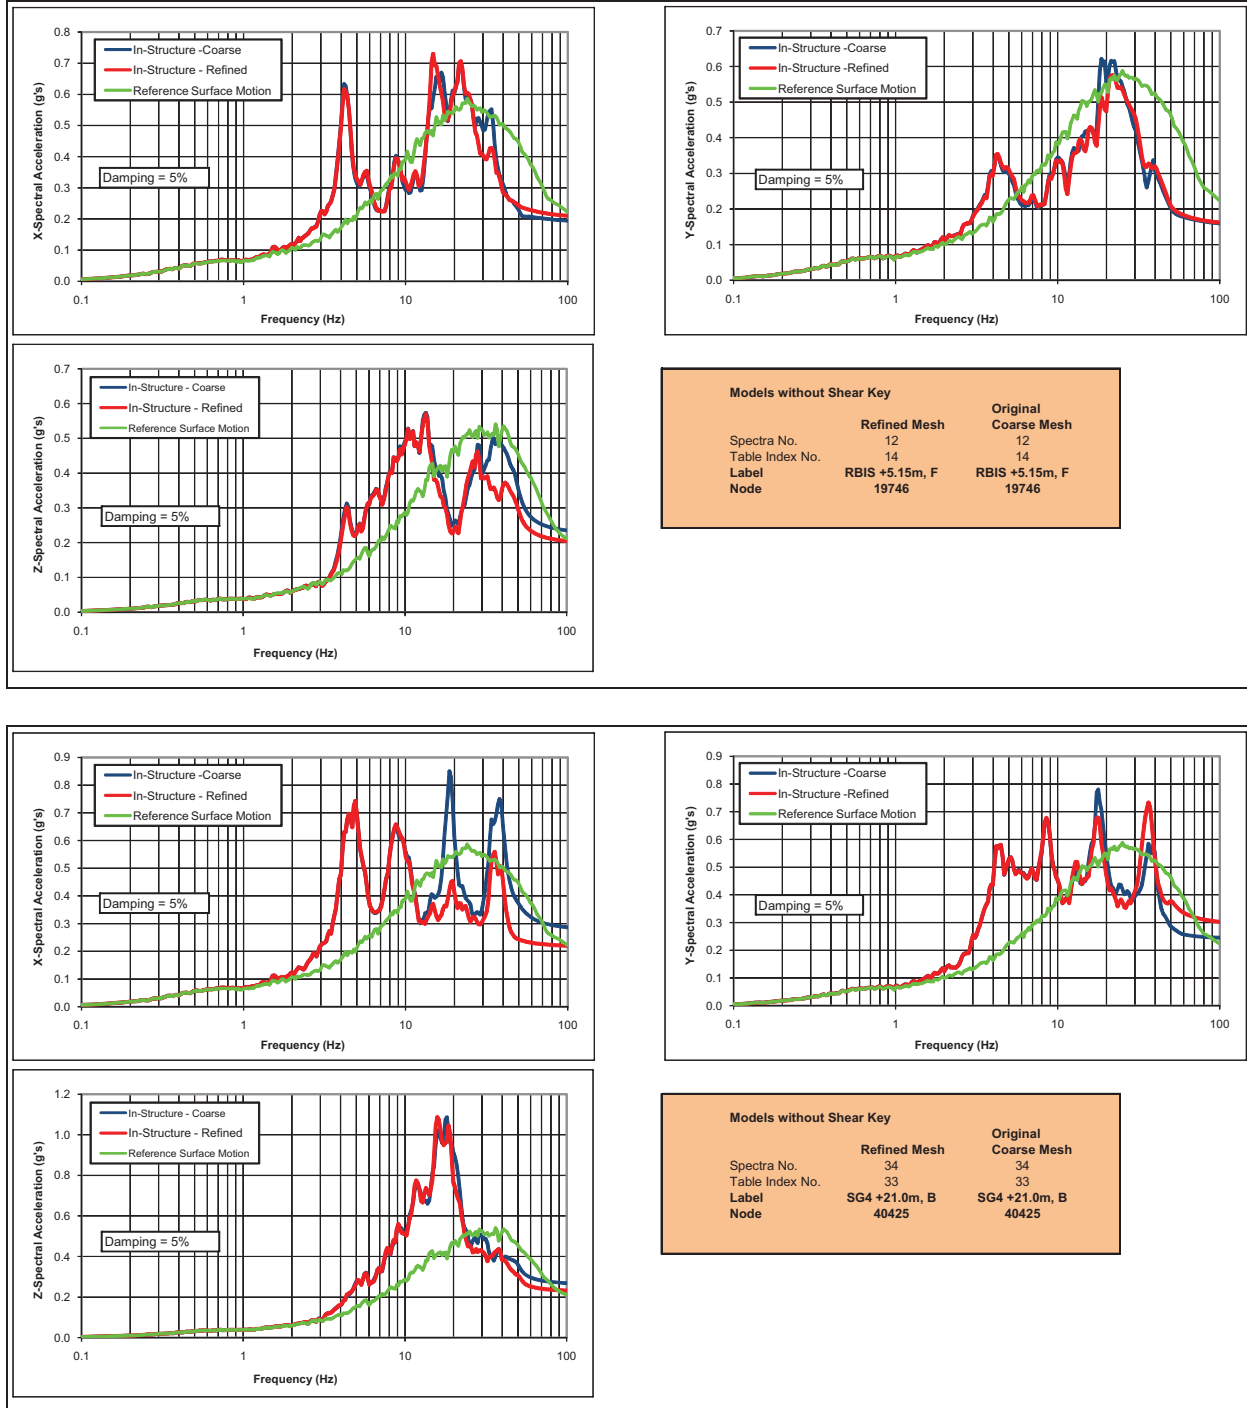 0.8
0.7
0.6
0.5
0.4
0.3
0.2
0.1
0.0
X-Spectral Acceleration (g's)
In-Structure -Coarse
In-Structure - Refined
Reference Surface Motion
Damping = 5%
0.1 1 10 100
Frequency (Hz)
0.7
0.6
0.5
0.4
0.3
0.2
0.1
0.0
Y-Spectral Acceleration (g's)
In-Structure -Coarse
In-Structure -Refined
Reference Surface Motion
Damping = 5%
0.1 1 10 100
Frequency (Hz)
0.7
0.6
0.5
0.4
0.3
0.2
0.1
0.0
Z-Spectral Acceleration (g's)
In-Structure - Coarse
In-Structure - Refined
Reference Surface Motion
Damping = 5%
0.1 1 10 100
Frequency (Hz)
Models without Shear Key
Original
Refined Mesh Coarse Mesh
Spectra No. 12 12
Table Index No. 14 14
Label RBIS +5.15m, F RBIS +5.15m, F
Node 19746 19746
0.9
0.8
0.7
0.6
0.5
0.4
0.3
0.2
0.1
0.0
X-Spectral Acceleration (g's)
In-Structure -Coarse
In-Structure - Refined
Reference Surface Motion
Damping = 5%
0.1 1 10 100
Frequency (Hz)
0.9
0.8
0.7
0.6
0.5
0.4
0.3
0.2
0.1
0.0
Y-Spectral Acceleration (g's)
In-Structure -Coarse
In-Structure -Refined
Reference Surface Motion
Damping = 5%
0.1 1 10 100
Frequency (Hz)
1.2
1.0
0.8
0.6
0.4
0.2
0.0
Z-Spectral Acceleration (g's)
In-Structure - Coarse
In-Structure - Refined
Reference Surface Motion
Damping = 5%
0.1 1 10 100
Frequency (Hz)
Models without Shear Key
Original
Refined Mesh Coarse Mesh
Spectra No. 34 34
Table Index No. 33 33
Label SG4 +21.0m, B SG4 +21.0m, B
Node 40425 40425